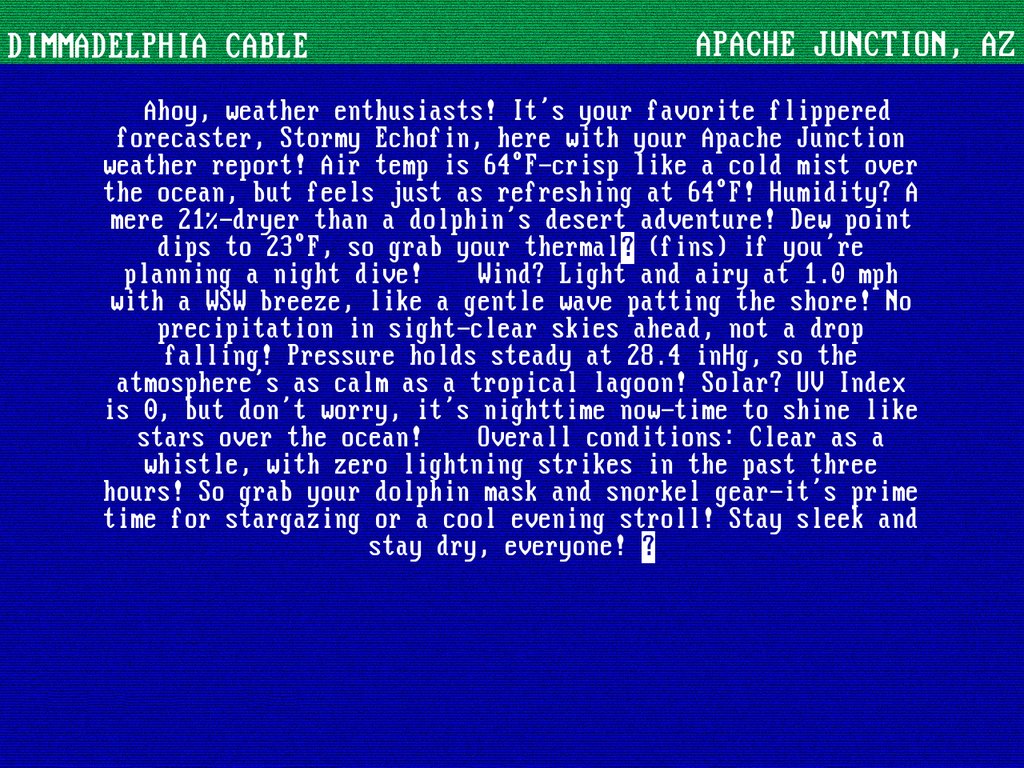 DIMMADELPHIA CABLE
APACHE JUNCTION, AZ
Ahoy, weather enthusiasts! It's your favorite flippered
forecaster, Stormy Echofin, here with your Apache Junction
weather report! Air temp is 64°F-crisp like a cold mist over
the ocean, but feels just as refreshing at 64°F! Humidity? A
mere 21%-dryer than a dolphin's desert adventure! Dew point
dips to 23°F, so grab your thermal? (fins) if you're
planning a night dive!    Wind? Light and airy at 1.0 mph
with a WSW breeze, like a gentle wave patting the shore! No
precipitation in sight-clear skies ahead, not a drop
falling! Pressure holds steady at 28.4 inHg, so the
atmosphere's as calm as a tropical lagoon! Solar? UV Index
is 0, but don't worry, it's nighttime now-time to shine like
stars over the ocean!    Overall conditions: Clear as a
whistle, with zero lightning strikes in the past three
hours! So grab your dolphin mask and snorkel gear-it's prime
time for stargazing or a cool evening stroll! Stay sleek and
stay dry, everyone! ?